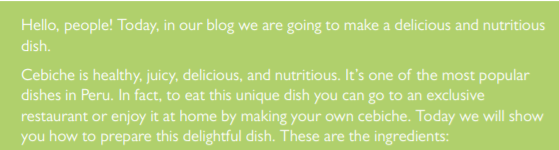 Hello, people! Today, in our blog we are going to make a delicious and nutritious
dish.
Cebiche is healthy, juicy, delicious, and nutritious. It's one of the most popular
dishes in Peru. In fact, to eat this unique dish you can go to an exclusive
restaurant or enjoy it at home by making your own cebiche. Today we will show
you how to prepare this delightful dish. These are the ingredients: